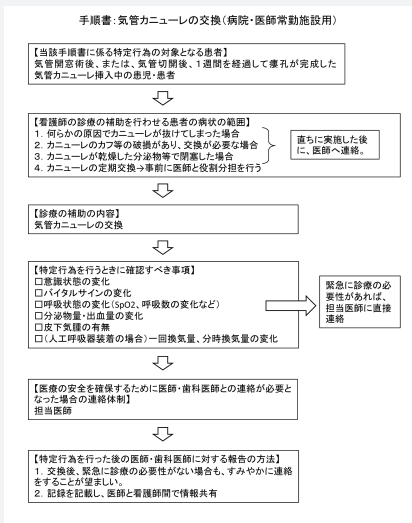 手順書：気管カニューレの交換（病院・医師常勤施設用）
【当該手順書に係る特定行為の対象となる患者】
気管開窓術後、または、気管切開後、１週間を経過して瘻孔が完成した
気管カニューレ挿入中の患児・患者
【看護師の診療の補助を行わせる患者の病状の範囲】
１．何らかの原因でカニューレが抜けてしまった場合
２．カニューレのカフ等の破損があり、交換が必要な場合
３．カニューレが乾燥した分泌物等で閉塞した場合
４．カニューレの定期交換→事前に医師と役割分担を行う
直ちに実施した後
に、医師へ連絡。
【診療の補助の内容】
気管カニューレの交換
【特定行為を行うときに確認すべき事項】
□意識状態の変化
□バイタルサインの変化
□呼吸状態の変化（SpO2、呼吸数の変化など）
□分泌物量・出血量の変化
□皮下気腫の有無
□（人工呼吸器装着の場合）一回換気量、分時換気量の変化
緊急に診療の必
要性があれば、
担当医師に直接
連絡
【医療の安全を確保するために医師・歯科医師との連絡が必要と
なった場合の連絡体制】
担当医師
【特定行為を行った後の医師・歯科医師に対する報告の方法】
１．交換後、緊急に診療の必要性がない場合も、すみやかに連絡
をすることが望ましい。
２．記録を記載し、医師と看護師間で情報共有